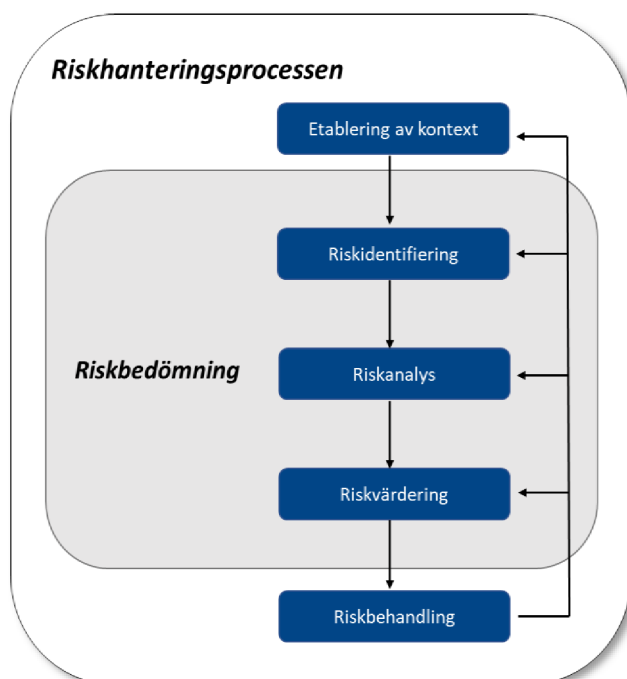 Riskhanteringsprocessen
Etablering av kontext
Riskidentifiering
Riskbedömning
Riskanalys
Riskvärdering
Riskbehandling